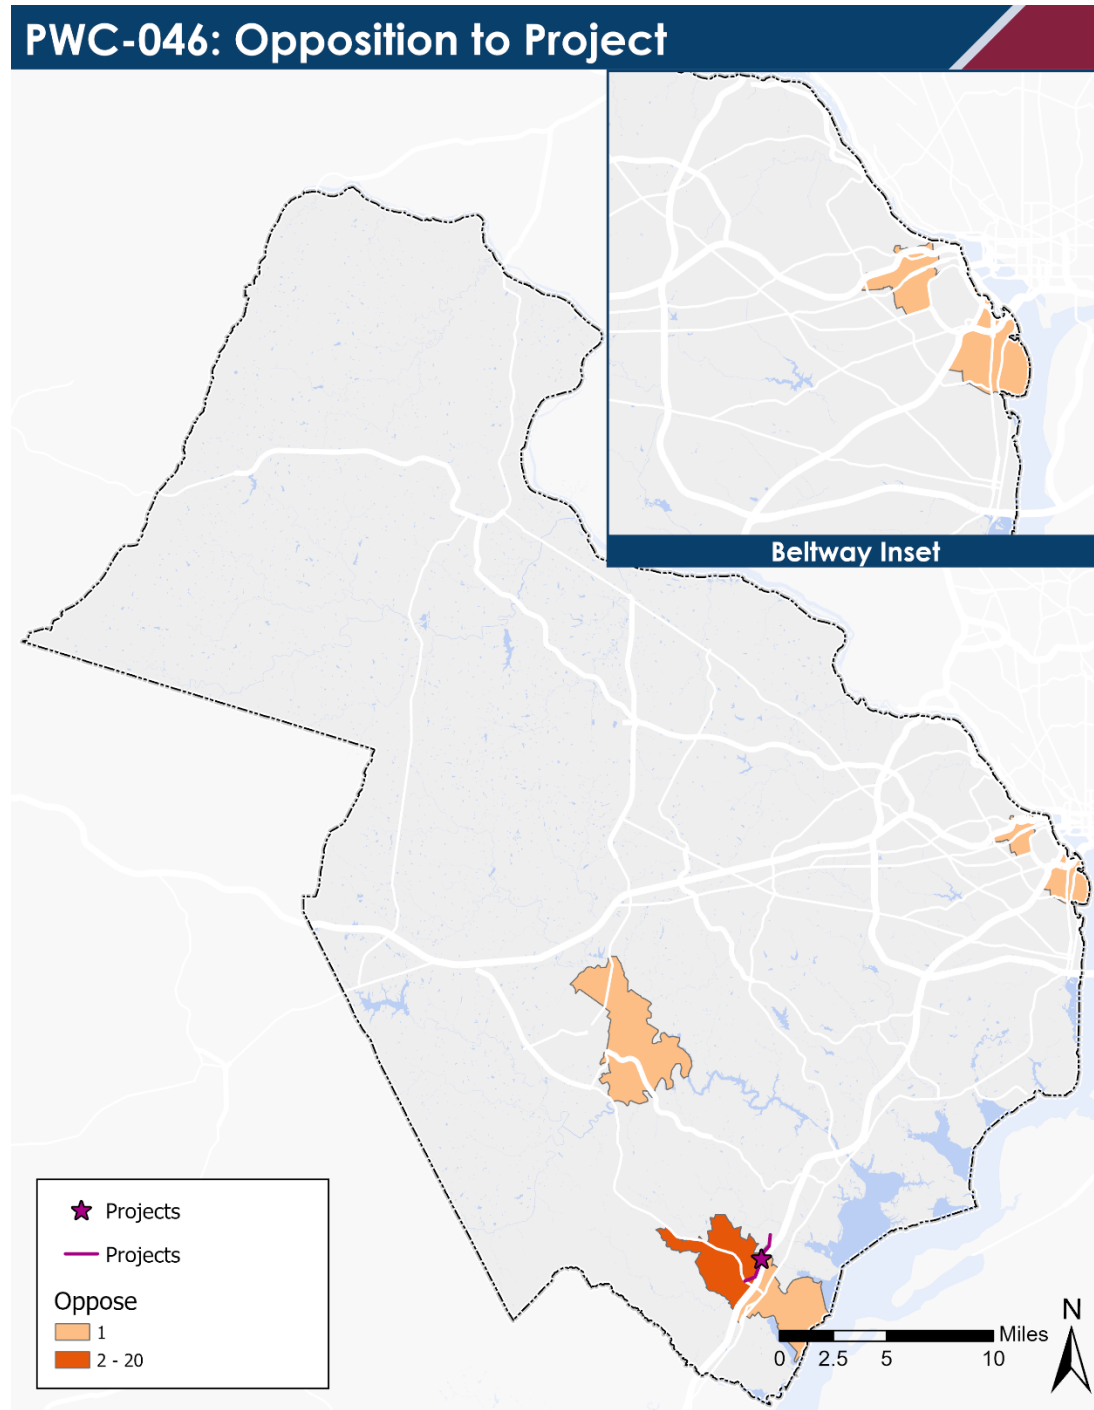 PWC-046: Opposition to Project
Beltway Inset
Projects
Projects
Oppose
1
2 - 20
N
Miles
0 2.5 5 10